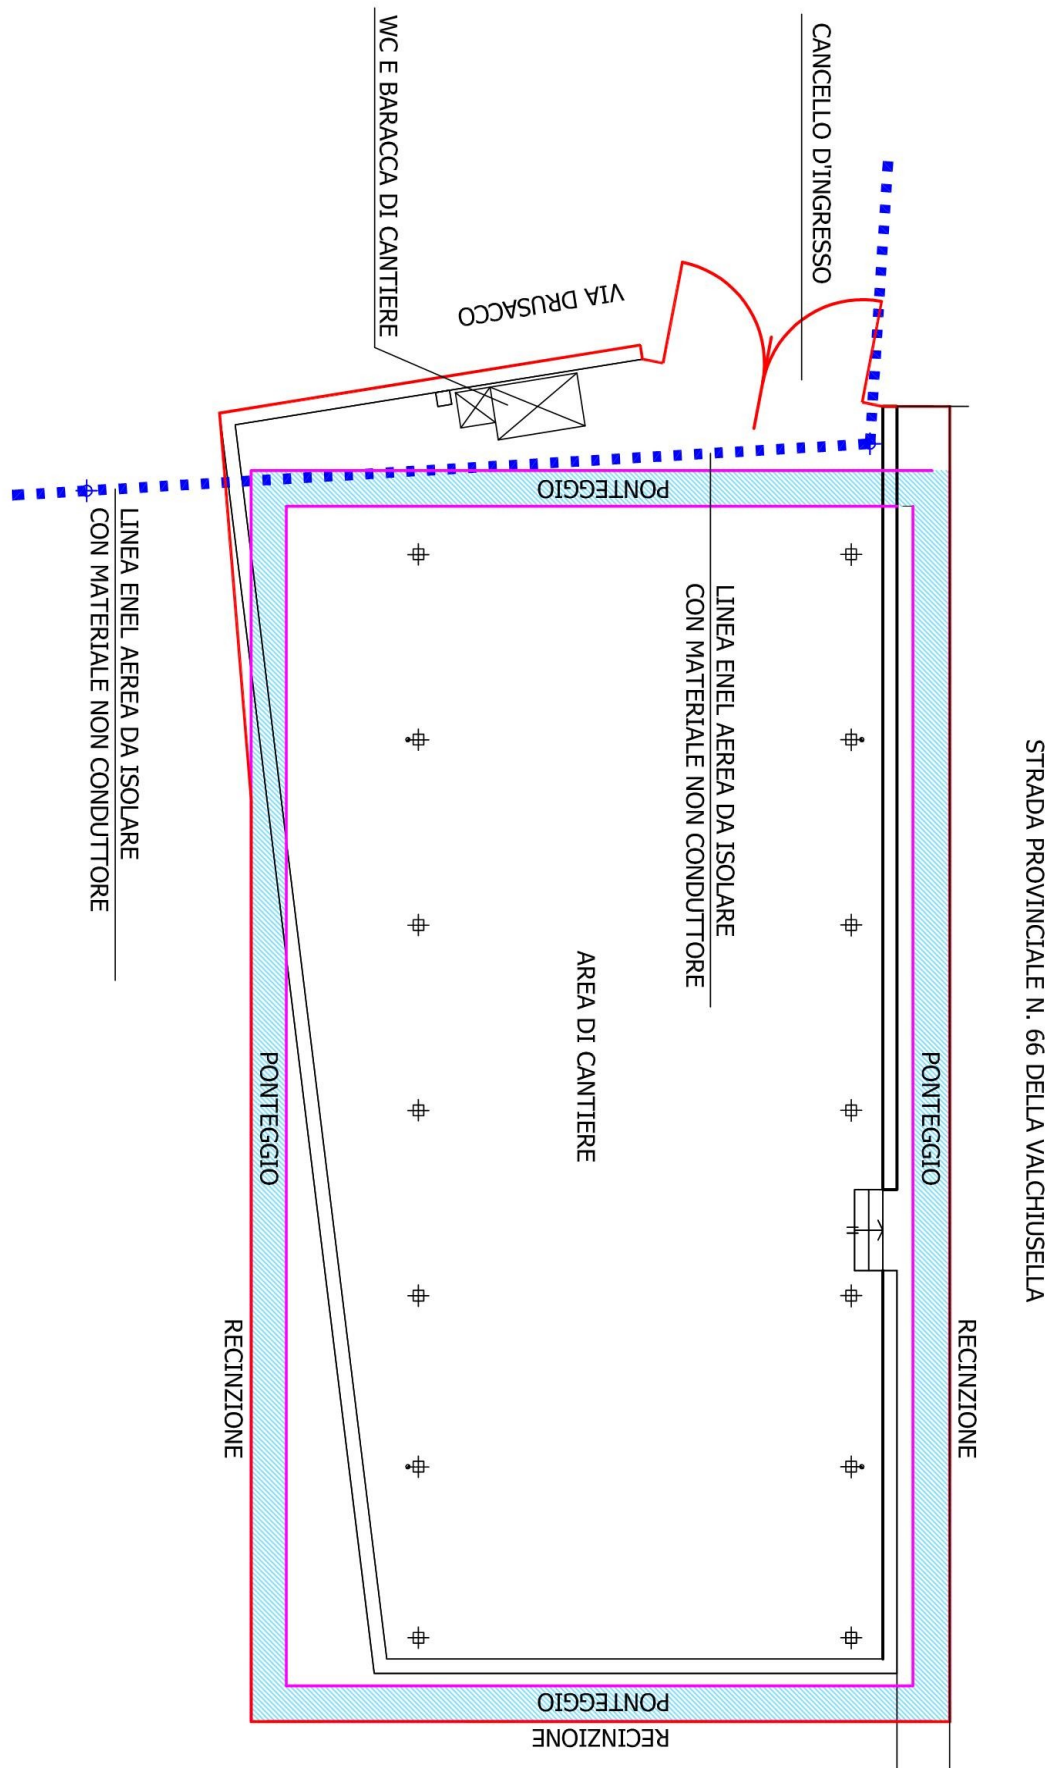 WC E BARACCA DI CANTIERE
CANCELLO D'INGRESSO
VIA DRUSACCO
PONTEGGIO
LINEA ENEL AEREA DA ISOLARE
CON MATERIALE NON CONDUTTORE
LINEA ENEL AEREA DA ISOLARE
CON MATERIALE NON CONDUTTORE
STRADA PROVINCIALE N. 66 DELLA VALCHIUSELLA
AREA DI CANTIERE
PONTEGGIO
PONTEGGIO
RECINZIONE
RECINZIONE
PONTEGGIO
RECINZIONE